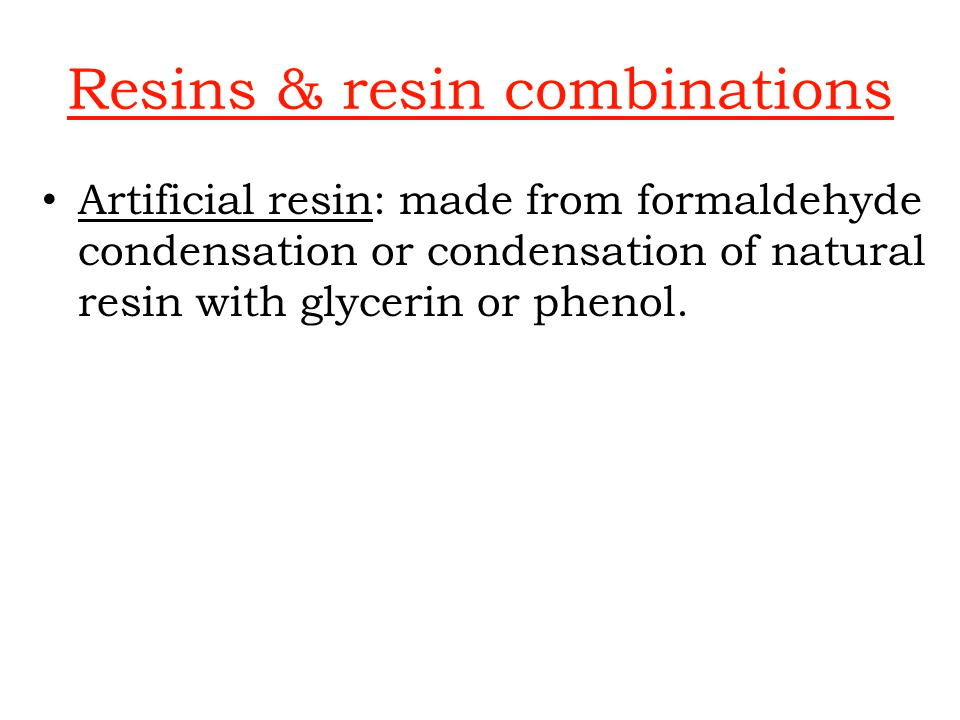 Resins & resin combinations
• Artificial resin: made from formaldehyde
condensation or condensation of natural
resin with glycerin or phenol.